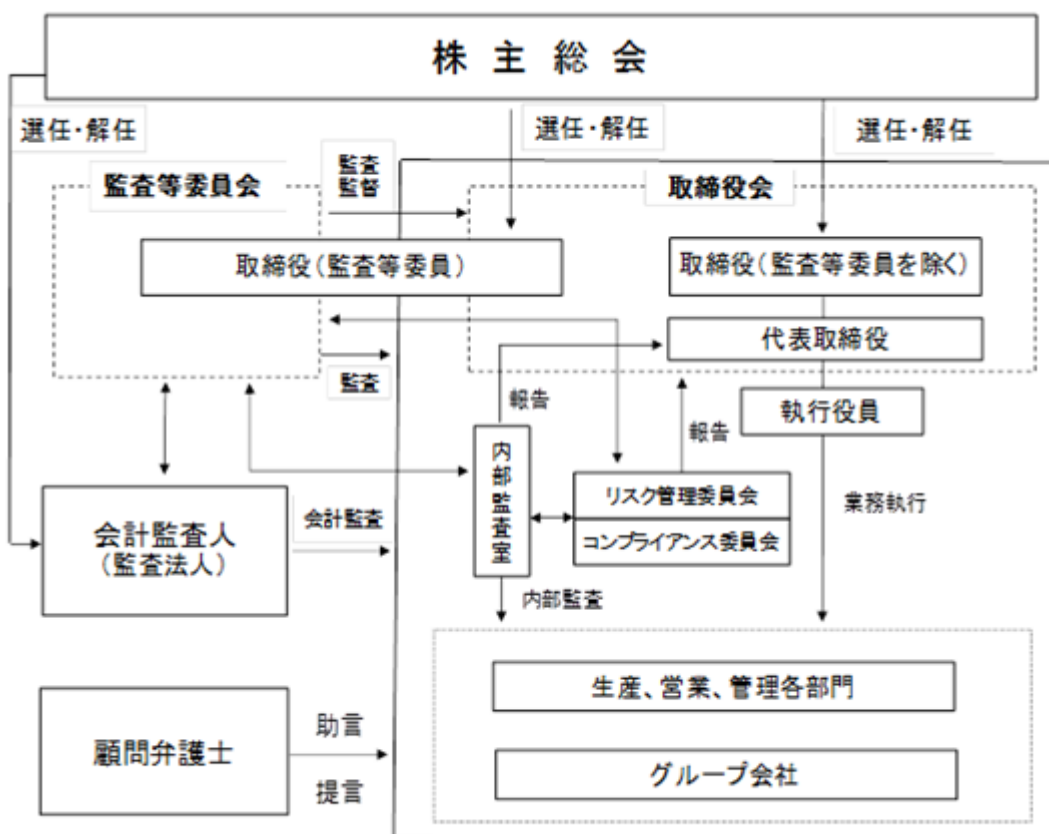 株主総会
選任・解任
選任・解任
選任・解任
監査
監督
監査等委員会
取締役会
取締役（監査等委員）
取締役（監査等委員を除く）
代表取締役
監査
報告
報告
執行役員
内部監査室
リスク管理委員会
コンプライアンス委員会
業務執行
会計監査人
（監査法人）
会計監査
内部監査
生産、営業、管理各部門
顧問弁護士
助言
提言
グループ会社